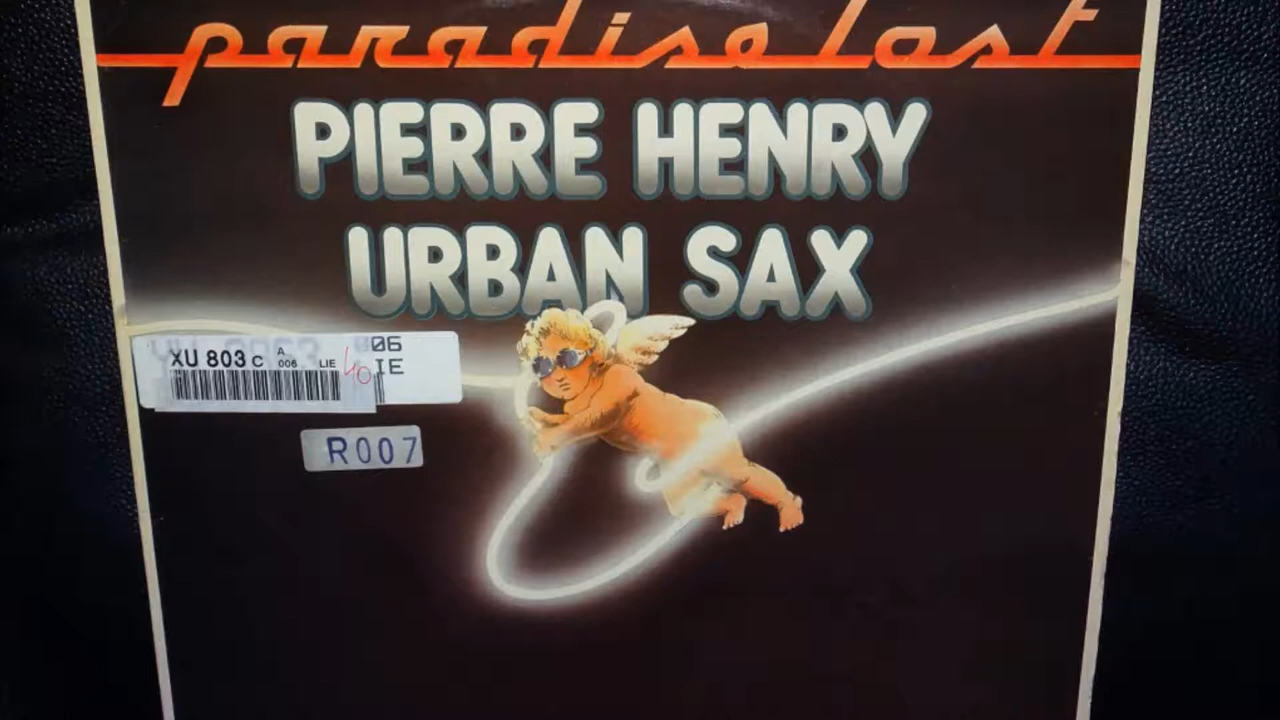 paradise lost
PIERRE HENRY
URBAN SAX
XU 803 C A 006 LIE 40
06
IE
R007